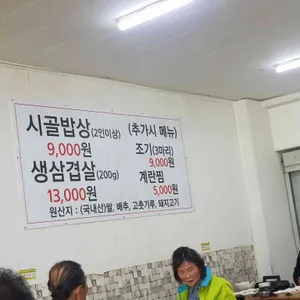 시골밥상(2인이상) (추가시 메뉴)
9,000원 조기(3마리)
9,000원
생삼겹살(200g) 계란찜
13,000원 5,000원
원산지 : (국내산)쌀, 배추, 고춧가루, 돼지고기